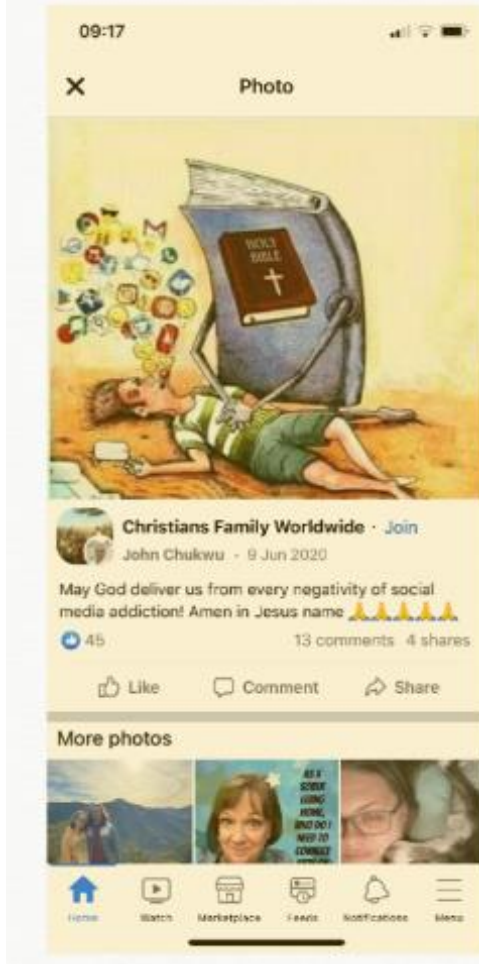 09:17
Photo
HOLY
BIBLE
Christians Family Worldwide · Join
John Chukwu · 9 Jun 2020
May God deliver us from every negativity of social
media addiction! Amen in Jesus name 🙏🙏🙏🙏🙏
45
13 comments 4 shares
Like Comment Share
More photos
AS A
GOING
HOME,
WHO DO I
NEED TO
Home Watch Marketplace Feeds Notifications Menu